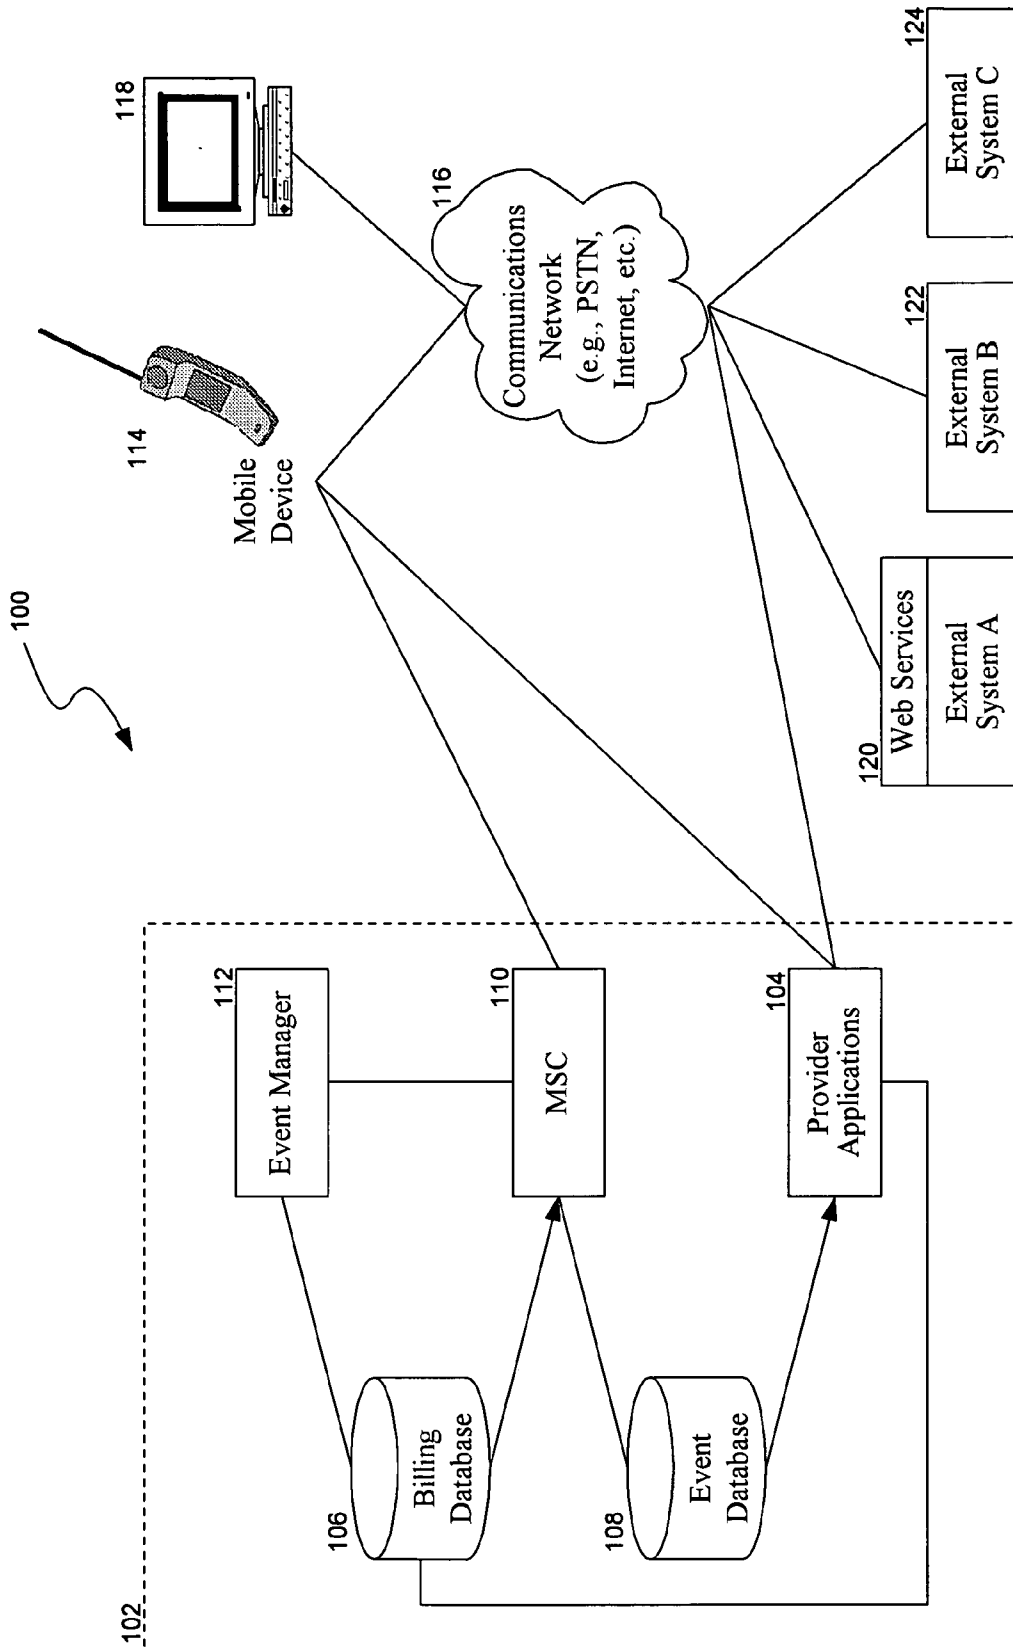 100
102
112
Event Manager
106
Billing
Database
110
MSC
108
Event
Database
104
Provider
Applications
114
Mobile
Device
118
116
Communications
Network
(e.g., PSTN,
Internet, etc.)
120
Web Services
External
System A
122
External
System B
124
External
System C